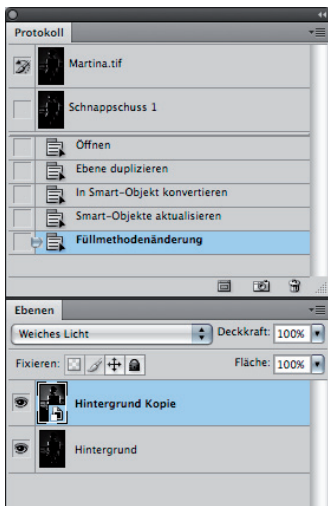 Protokoll
Martina.tif
Schnappschuss 1
Öffnen
Ebene duplizieren
In Smart-Objekt konvertieren
Smart-Objekte aktualisieren
Füllmethodenänderung
Ebenen
Weiches Licht Deckkraft: 100%
Fixieren: Fläche: 100%
Hintergrund Kopie
Hintergrund